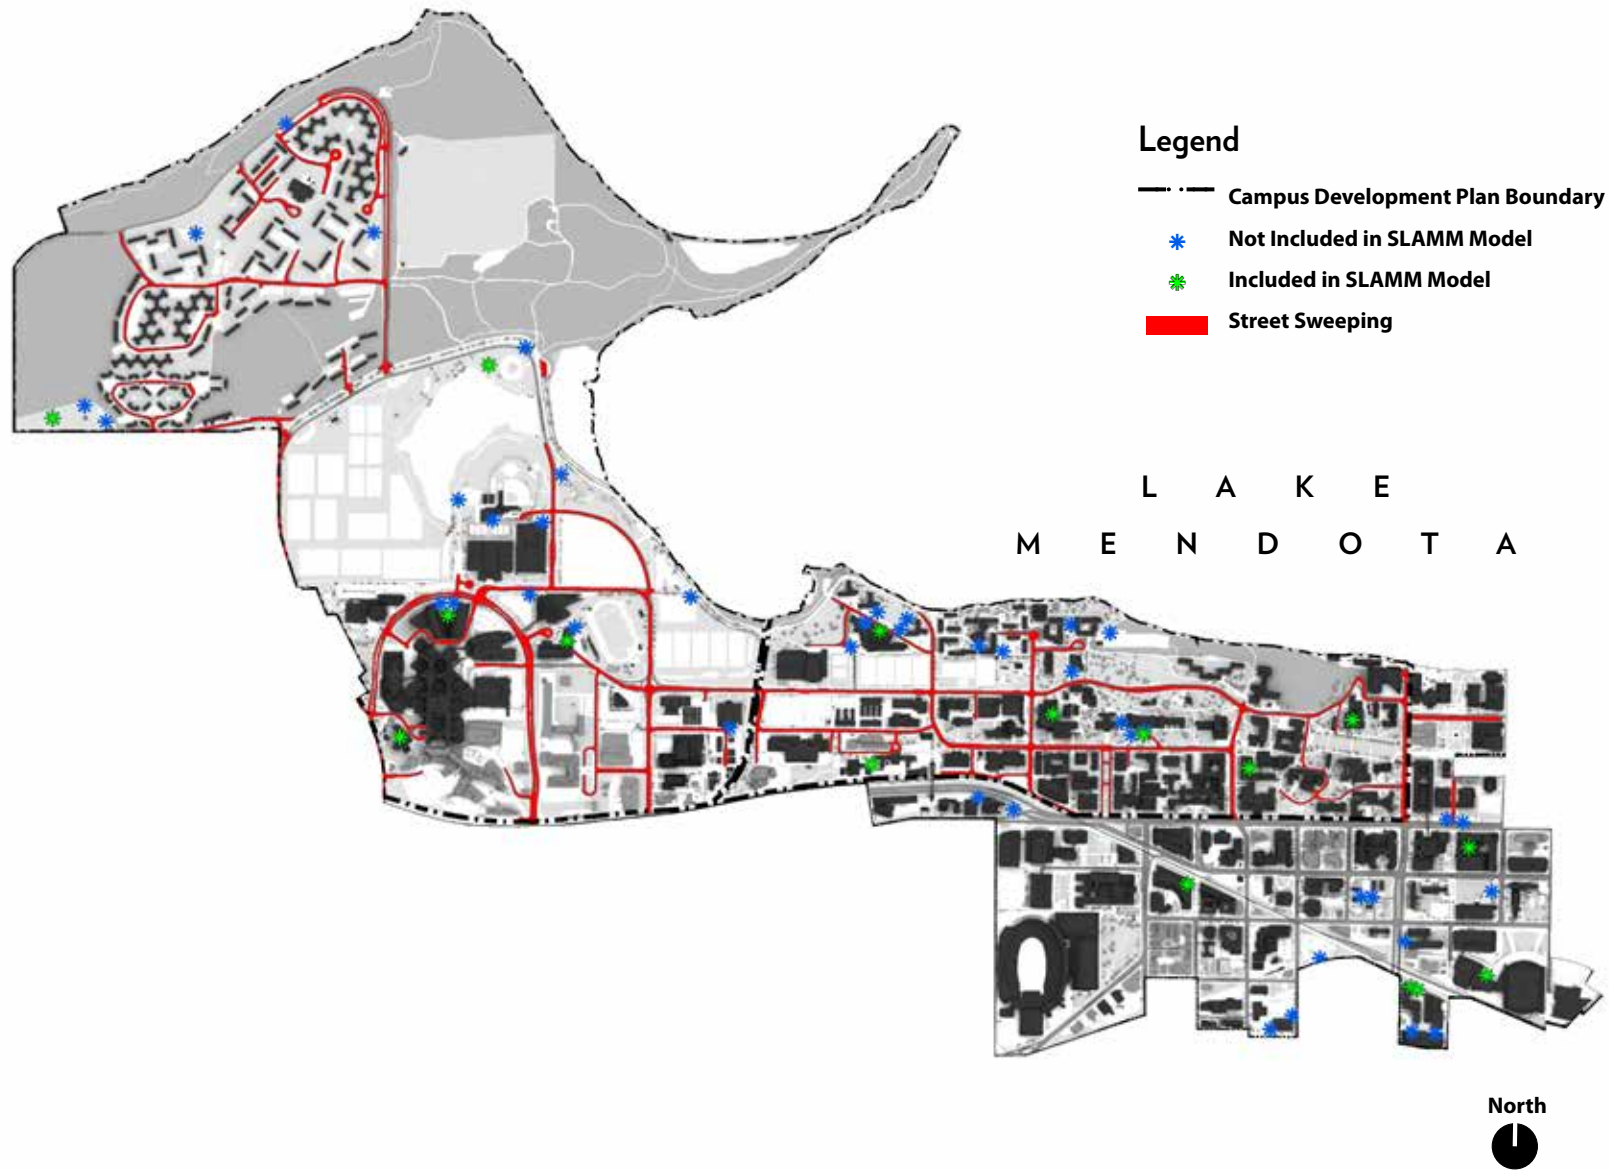 Legend
Campus Development Plan Boundary
Not Included in SLAMM Model
Included in SLAMM Model
Street Sweeping
L A K E
M E N D O T A
North